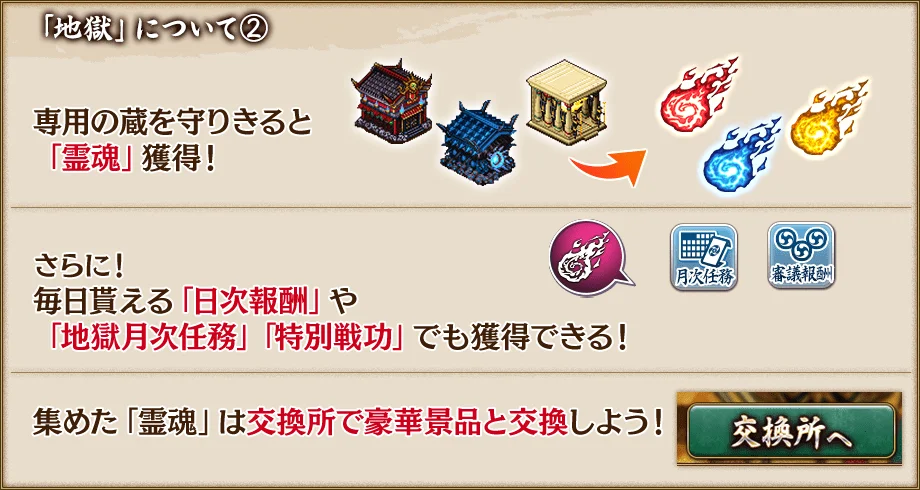 「地獄」について②
専用の蔵を守りきると
「霊魂」獲得！
さらに！
毎日貰える「日次報酬」や
「地獄月次任務」「特別戦功」でも獲得できる！
月次任務
審議報酬
集めた「霊魂」は交換所で豪華景品と交換しよう！
交換所へ